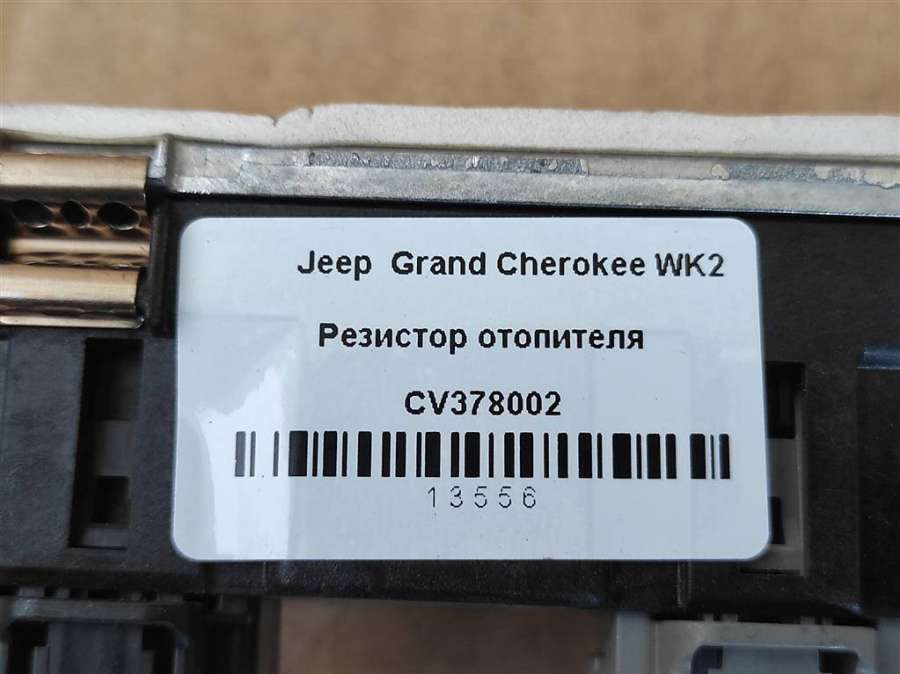 Jeep Grand Cherokee WK2
Резистор отопителя
CV378002
13556